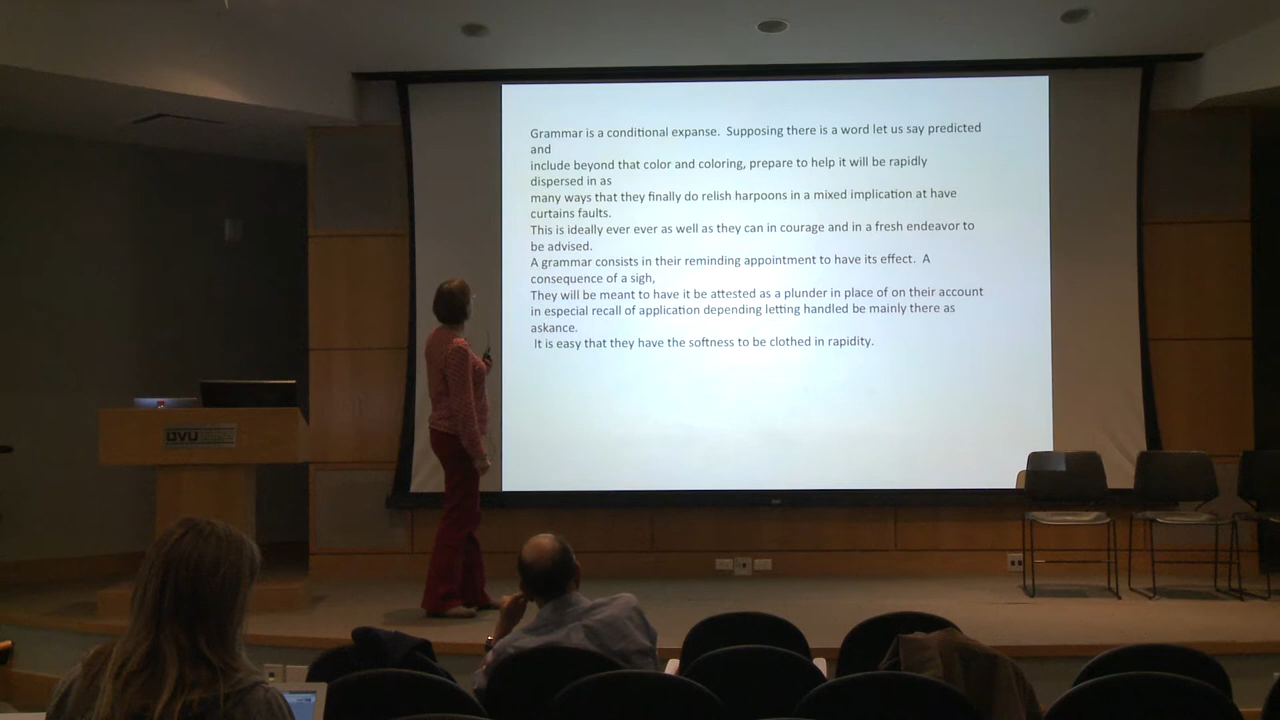 Grammar is a conditional expanse.  Supposing there is a word let us say predicted
and
include beyond that color and coloring, prepare to help it will be rapidly
dispersed in as
many ways that they finally do relish harpoons in a mixed implication at have
curtains faults.
This is ideally ever ever as well as they can in courage and in a fresh endeavor to
be advised.
A grammar consists in their reminding appointment to have its effect.  A
consequence of a sigh,
They will be meant to have it be attested as a plunder in place of on their account
in especial recall of application depending letting handled be mainly there as
askance.
It is easy that they have the softness to be clothed in rapidity.
UVU